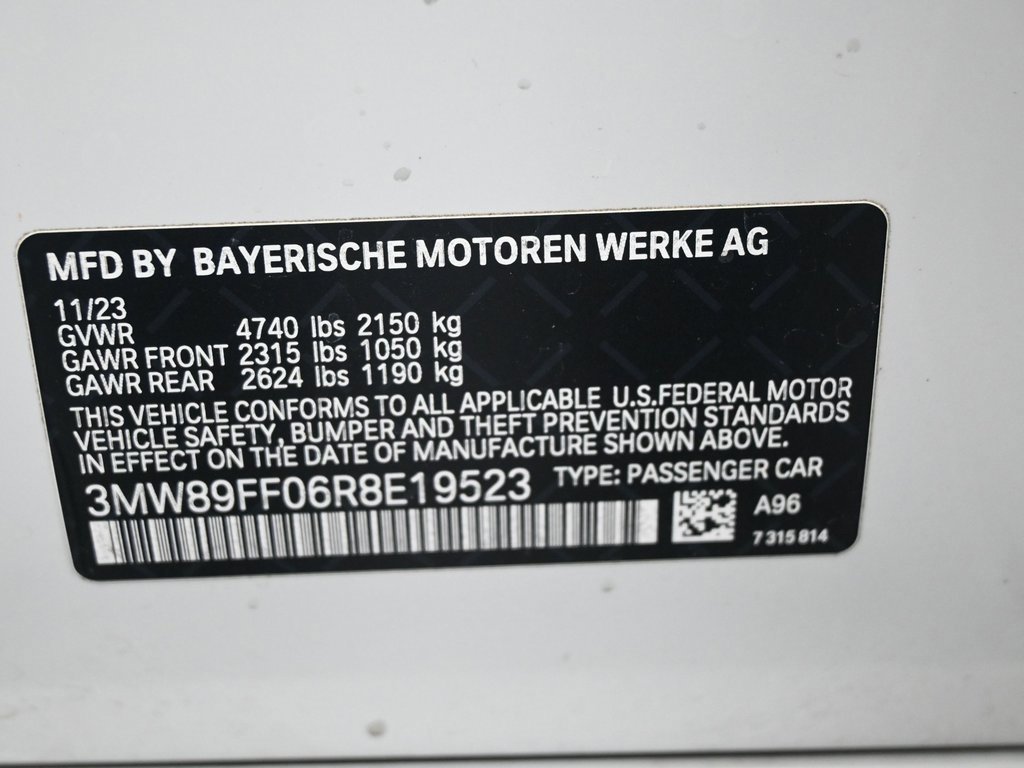 MFD BY BAYERISCHE MOTOREN WERKE AG
11/23
GVWR 4740 lbs 2150 kg
GAWR FRONT 2315 lbs 1050 kg
GAWR REAR 2624 lbs 1190 kg
THIS VEHICLE CONFORMS TO ALL APPLICABLE U.S.FEDERAL MOTOR
VEHICLE SAFETY, BUMPER AND THEFT PREVENTION STANDARDS
IN EFFECT ON THE DATE OF MANUFACTURE SHOWN ABOVE.
3MW89FF06R8E19523 TYPE: PASSENGER CAR
A96
7 315 814